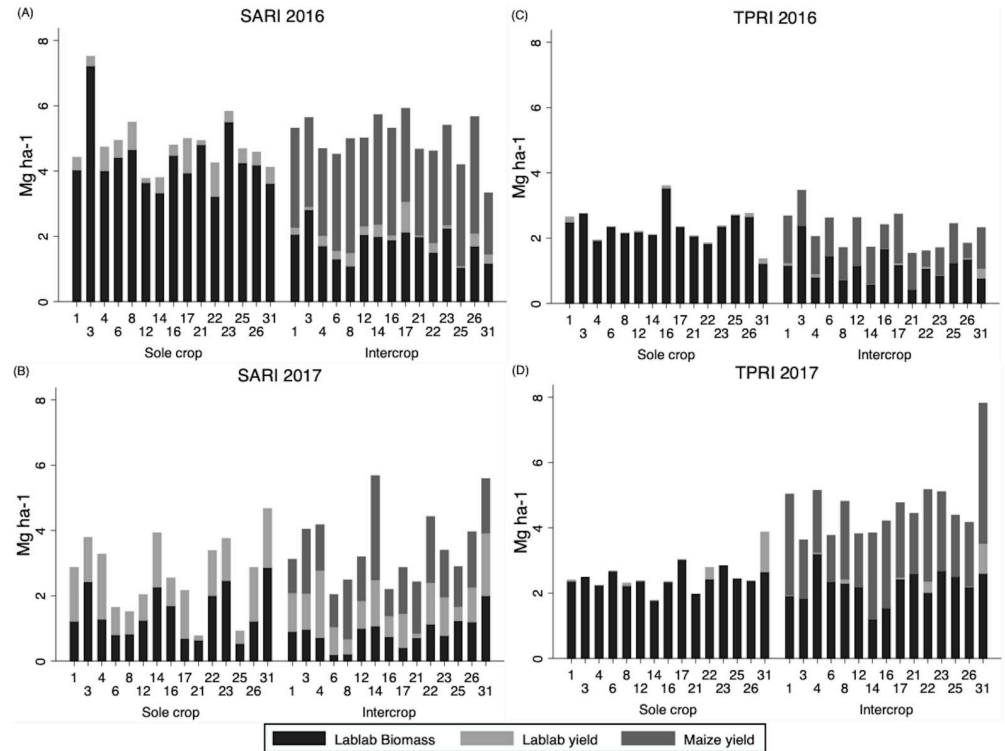 (A)
SARI 2016
8
6
4
2
0
Mg ha-1
1 4 8 14 17 22 25 31
3 6 12 16 21 23 26
Sole crop
1 4 8 14 17 22 25 31
3 6 12 16 21 23 26
Intercrop
(C)
TPRI 2016
8
6
4
2
0
Mg ha-1
1 4 8 14 17 22 25 31
3 6 12 16 21 23 26
Sole crop
3 6 10 14 17 22 25 31
1 4 8 12 16 21 23 26
Intercrop
(B)
SARI 2017
8
6
4
2
0
Mg ha-1
1 4 8 14 17 22 25 31
3 6 12 16 21 23 26
Sole crop
3 6 12 16 21 23 26
1 4 8 14 17 22 25 31
Intercrop
(D)
TPRI 2017
8
6
4
2
0
Mg ha-1
1 4 8 14 17 22 25 31
3 6 12 16 21 23 26
Sole crop
3 6 12 16 21 23 26
1 4 8 14 17 22 25 31
Intercrop
Lablab Biomass Lablab yield Maize yield